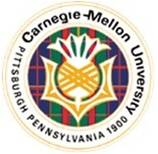 Carnegie-Mellon University
PITTSBURGH PENNSYLVANIA 1900